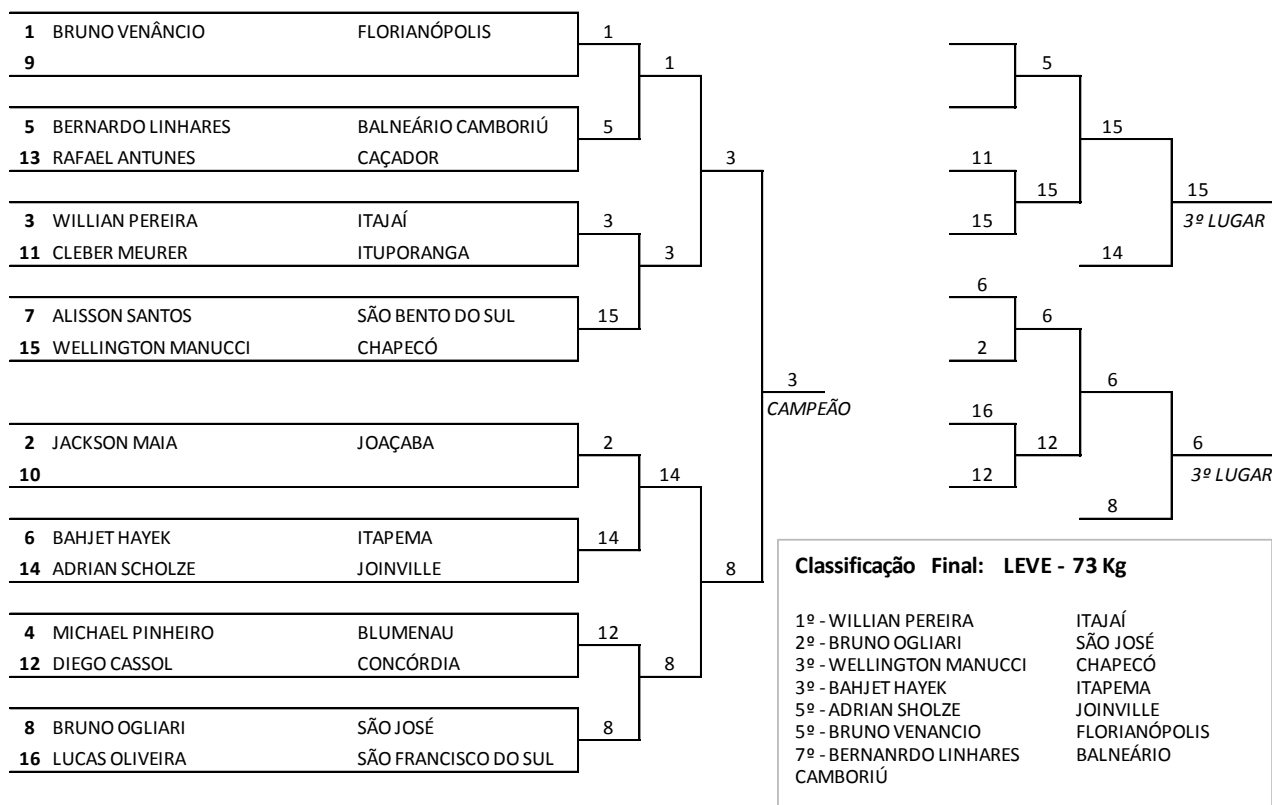 1 BRUNO VENÂNCIO FLORIANÓPOLIS
9
1
1
5 BERNARDO LINHARES BALNEÁRIO CAMBORIÚ
13 RAFAEL ANTUNES CAÇADOR
5
3
3 WILLIAN PEREIRA ITAJAÍ
11 CLEBER MEURER ITUPORANGA
3
3
7 ALISSON SANTOS SÃO BENTO DO SUL
15 WELLINGTON MANUCCI CHAPECÓ
15
3
CAMPEÃO
2 JACKSON MAIA JOAÇABA
10
2
14
6 BAHJET HAYEK ITAPEMA
14 ADRIAN SCHOLZE JOINVILLE
14
8
4 MICHAEL PINHEIRO BLUMENAU
12 DIEGO CASSOL CONCÓRDIA
12
8
8 BRUNO OGLIARI SÃO JOSÉ
16 LUCAS OLIVEIRA SÃO FRANCISCO DO SUL
8
5
15
11
15
15
15
3º LUGAR
14
6
6
2
6
16
12
12
6
3º LUGAR
8
Classificação Final: LEVE - 73 Kg
1º - WILLIAN PEREIRA ITAJAÍ
2º - BRUNO OGLIARI SÃO JOSÉ
3º - WELLINGTON MANUCCI CHAPECÓ
3º - BAHJET HAYEK ITAPEMA
5º - ADRIAN SHOLZE JOINVILLE
5º - BRUNO VENANCIO FLORIANÓPOLIS
7º - BERNANRDO LINHARES BALNEÁRIO
CAMBORIÚ